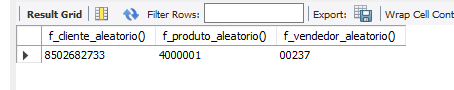 Result Grid Filter Rows: Export: Wrap Cell Cont
f_cliente_aleatorio() f_produto_aleatorio() f_vendedor_aleatorio()
8502682733 4000001 00237